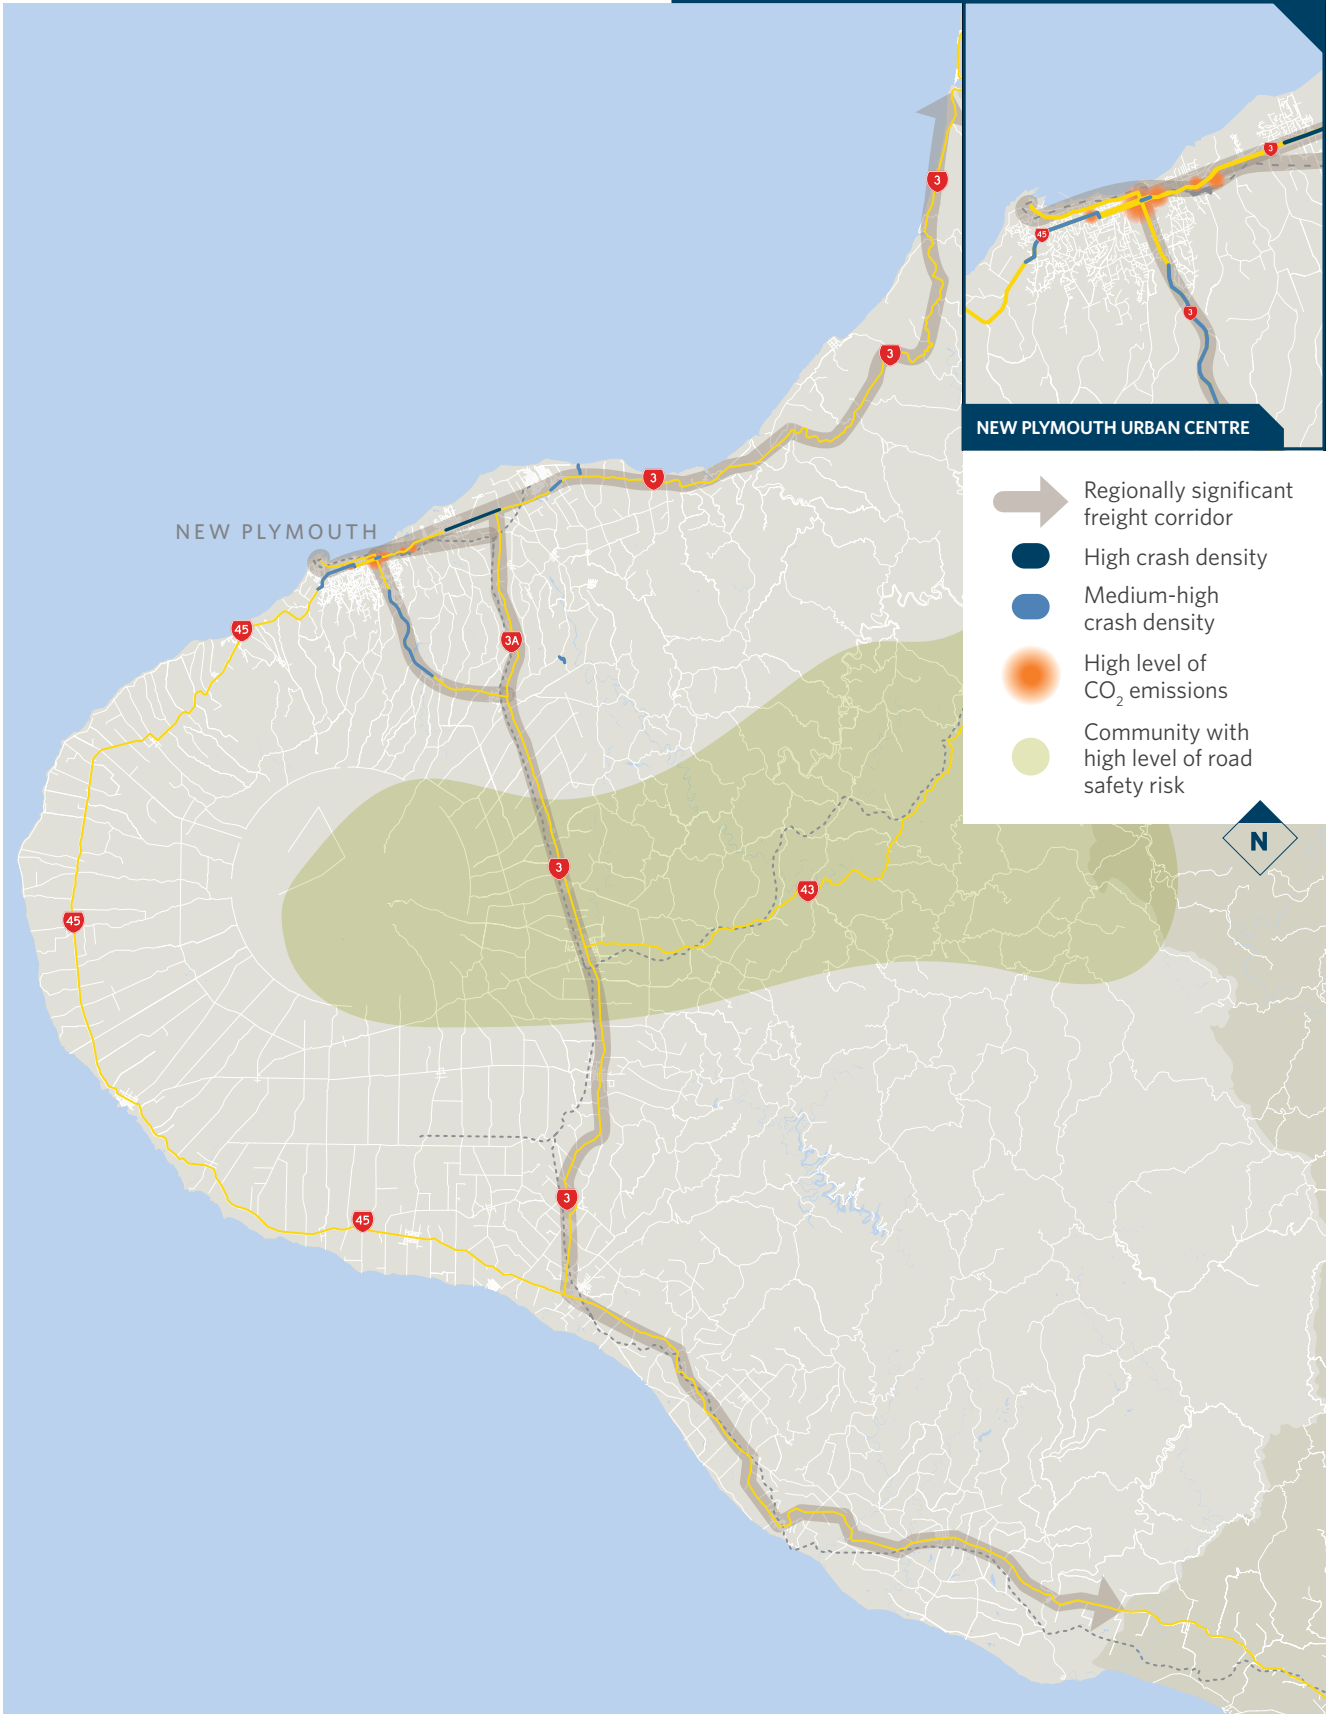 3
45
3
NEW PLYMOUTH URBAN CENTRE
Regionally significant
freight corridor
High crash density
Medium-high
crash density
High level of
CO₂ emissions
Community with
high level of road
safety risk
N
3
3
3
NEW PLYMOUTH
45
3A
3
43
45
3
45